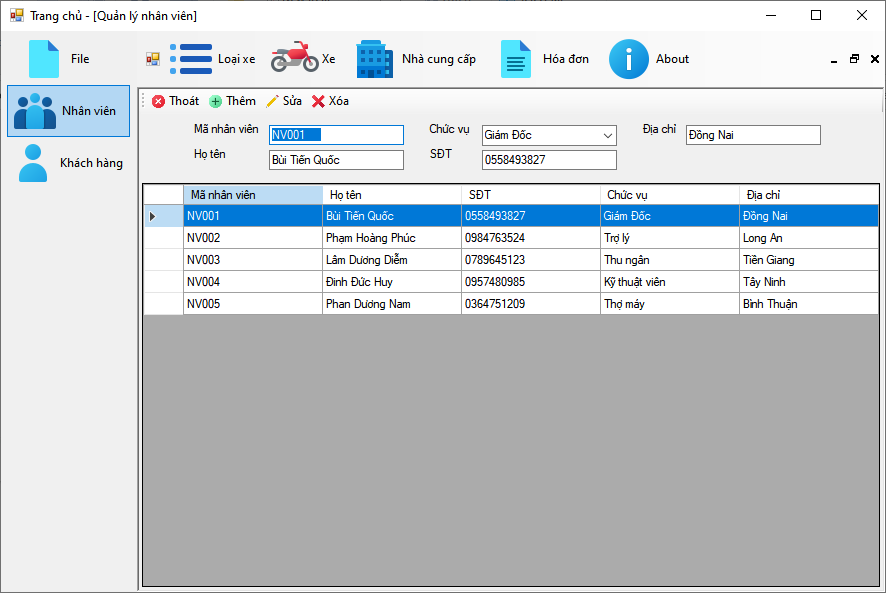 Trang chủ - [Quản lý nhân viên]
File Loại xe Xe Nhà cung cấp Hóa đơn About
Nhân viên
Khách hàng
Thoát Thêm Sửa Xóa
Mã nhân viên NV001 Chức vụ Giám Đốc Địa chỉ Đồng Nai
Họ tên Bùi Tiến Quốc SĐT 0558493827
Mã nhân viên Họ tên SĐT Chức vụ Địa chỉ
NV001 Bùi Tiến Quốc 0558493827 Giám Đốc Đồng Nai
NV002 Phạm Hoàng Phúc 0984763524 Trợ lý Long An
NV003 Lâm Dương Diễm 0789645123 Thu ngân Tiền Giang
NV004 Đinh Đức Huy 0957480985 Kỹ thuật viên Tây Ninh
NV005 Phan Dương Nam 0364751209 Thợ máy Bình Thuận